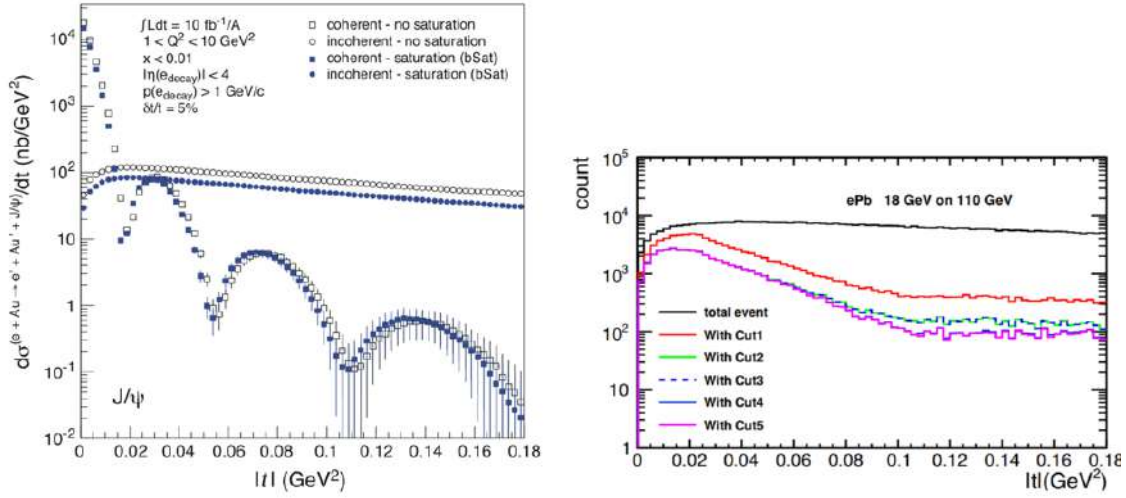 ∫Ldt = 10 fb⁻¹/A
1 < Q² < 10 GeV²
x < 0.01
|η(e_decay)| < 4
p(e_decay) > 1 GeV/c
δt/t = 5%
coherent - no saturation
incoherent - no saturation
coherent - saturation (bSat)
incoherent - saturation (bSat)
dσ^(e + Au → e' + Au' + J/ψ)/dt (nb/GeV²)
10⁴
10³
10²
10
1
10⁻¹
10⁻²
J/ψ
0 0.02 0.04 0.06 0.08 0.10 0.12 0.14 0.16 0.18
|t| (GeV²)
count
10⁵
10⁴
10³
10²
10
1
ePb 18 GeV on 110 GeV
total event
With Cut1
With Cut2
With Cut3
With Cut4
With Cut5
0 0.02 0.04 0.06 0.08 0.1 0.12 0.14 0.16 0.18
|t|(GeV²)